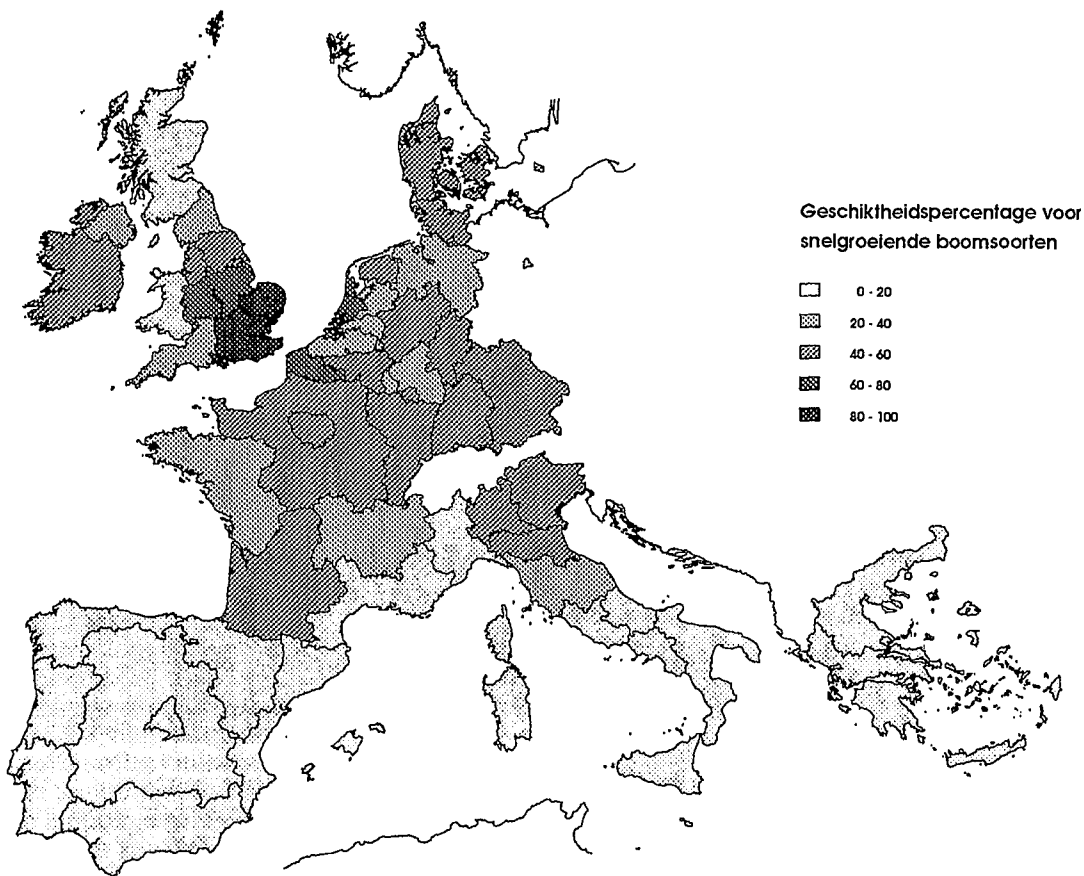 Geschiktheidspercentage voor
snelgroeiende boomsoorten
0 - 20
20 - 40
40 - 60
60 - 80
80 - 100